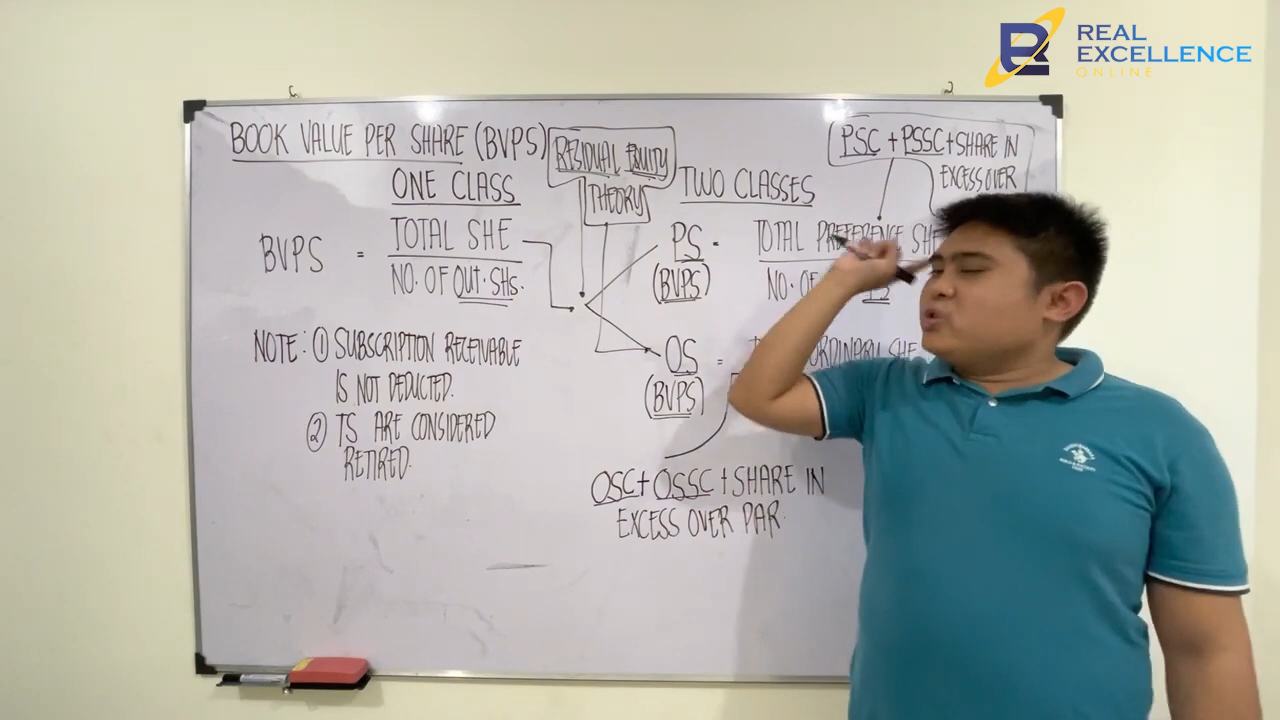 REAL
EXCELLENCE
ONLINE
BOOK VALUE PER SHARE (BVPS)
RESIDUAL EQUITY
THEORY
ONE CLASS
BVPS = TOTAL SHE
NO. OF OUT. SHS.
NOTE: ① SUBSCRIPTION RECEIVABLE
IS NOT DEDUCTED.
② TS ARE CONSIDERED
RETIRED.
TWO CLASSES
PSC + PSSC + SHARE IN
EXCESS OVER
PS
(BVPS)
TOTAL PREFERENCE SHE
NO. OF
OS =
(BVPS)
ORDINARY SHE
OSC + OSSC + SHARE IN
EXCESS OVER PAR.